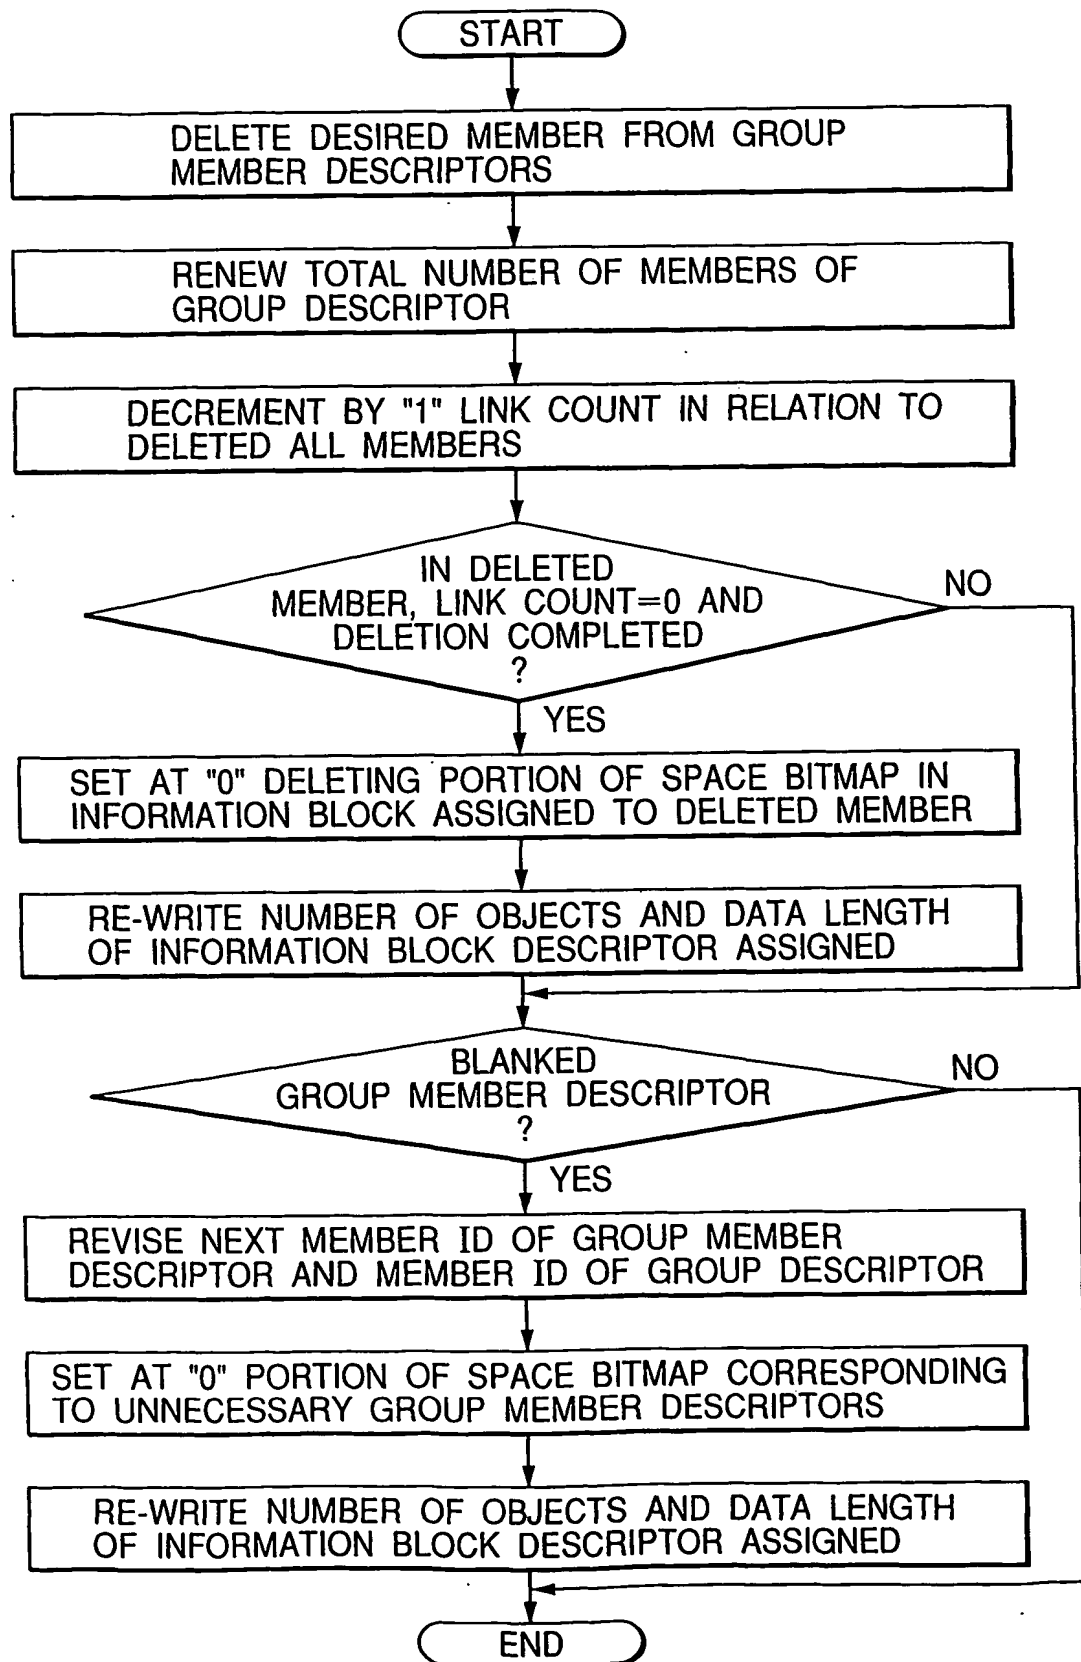 START
DELETE DESIRED MEMBER FROM GROUP
MEMBER DESCRIPTORS
RENEW TOTAL NUMBER OF MEMBERS OF
GROUP DESCRIPTOR
DECREMENT BY "1" LINK COUNT IN RELATION TO
DELETED ALL MEMBERS
IN DELETED
MEMBER, LINK COUNT=0 AND
DELETION COMPLETED
?
NO
YES
SET AT "0" DELETING PORTION OF SPACE BITMAP IN
INFORMATION BLOCK ASSIGNED TO DELETED MEMBER
RE-WRITE NUMBER OF OBJECTS AND DATA LENGTH
OF INFORMATION BLOCK DESCRIPTOR ASSIGNED
BLANKED
GROUP MEMBER DESCRIPTOR
?
NO
YES
REVISE NEXT MEMBER ID OF GROUP MEMBER
DESCRIPTOR AND MEMBER ID OF GROUP DESCRIPTOR
SET AT "0" PORTION OF SPACE BITMAP CORRESPONDING
TO UNNECESSARY GROUP MEMBER DESCRIPTORS
RE-WRITE NUMBER OF OBJECTS AND DATA LENGTH
OF INFORMATION BLOCK DESCRIPTOR ASSIGNED
END